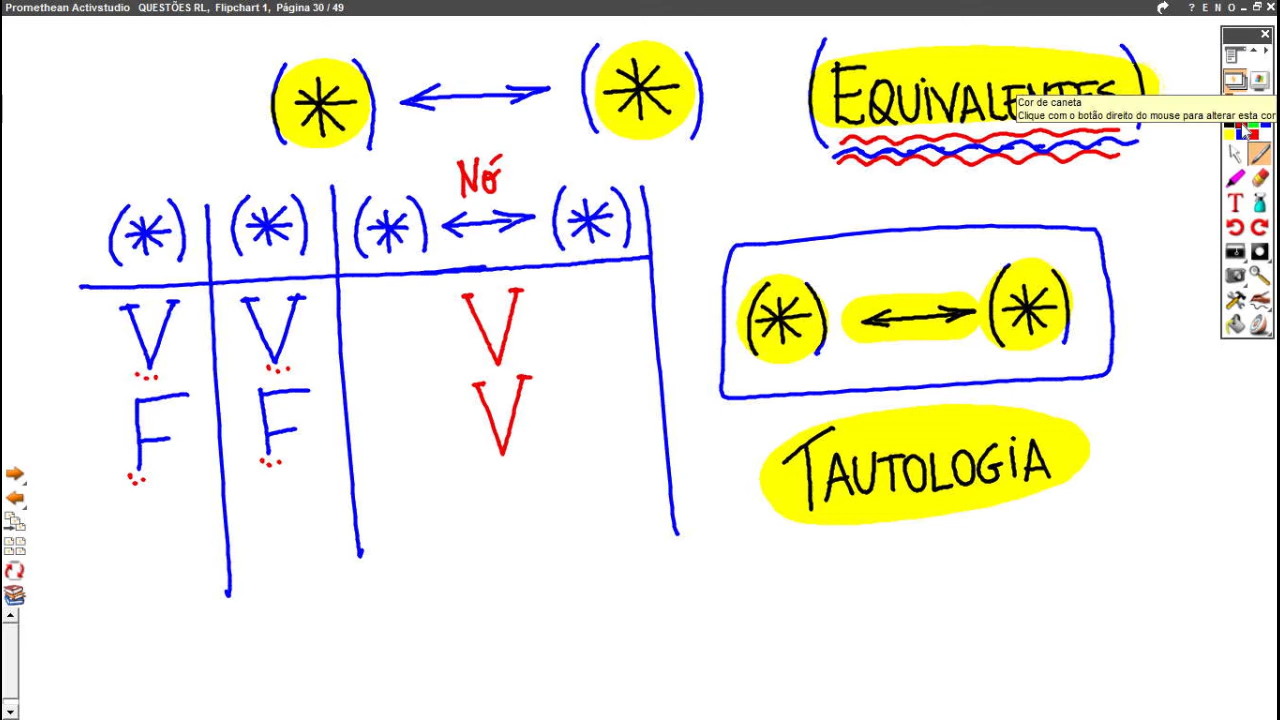 Promethean Activstudio QUESTÕES RL, Flipchart 1, Página 30 / 49 ? E N O
(*) ↔ (*) (EQUIVALENTES)
Cor de caneta
Clique com o botão direito do mouse para alterar esta cor
NÓ
(*) (*) (*) ↔ (*)
V V V
(*) ↔ (*)
F F V
TAUTOLOGIA
T